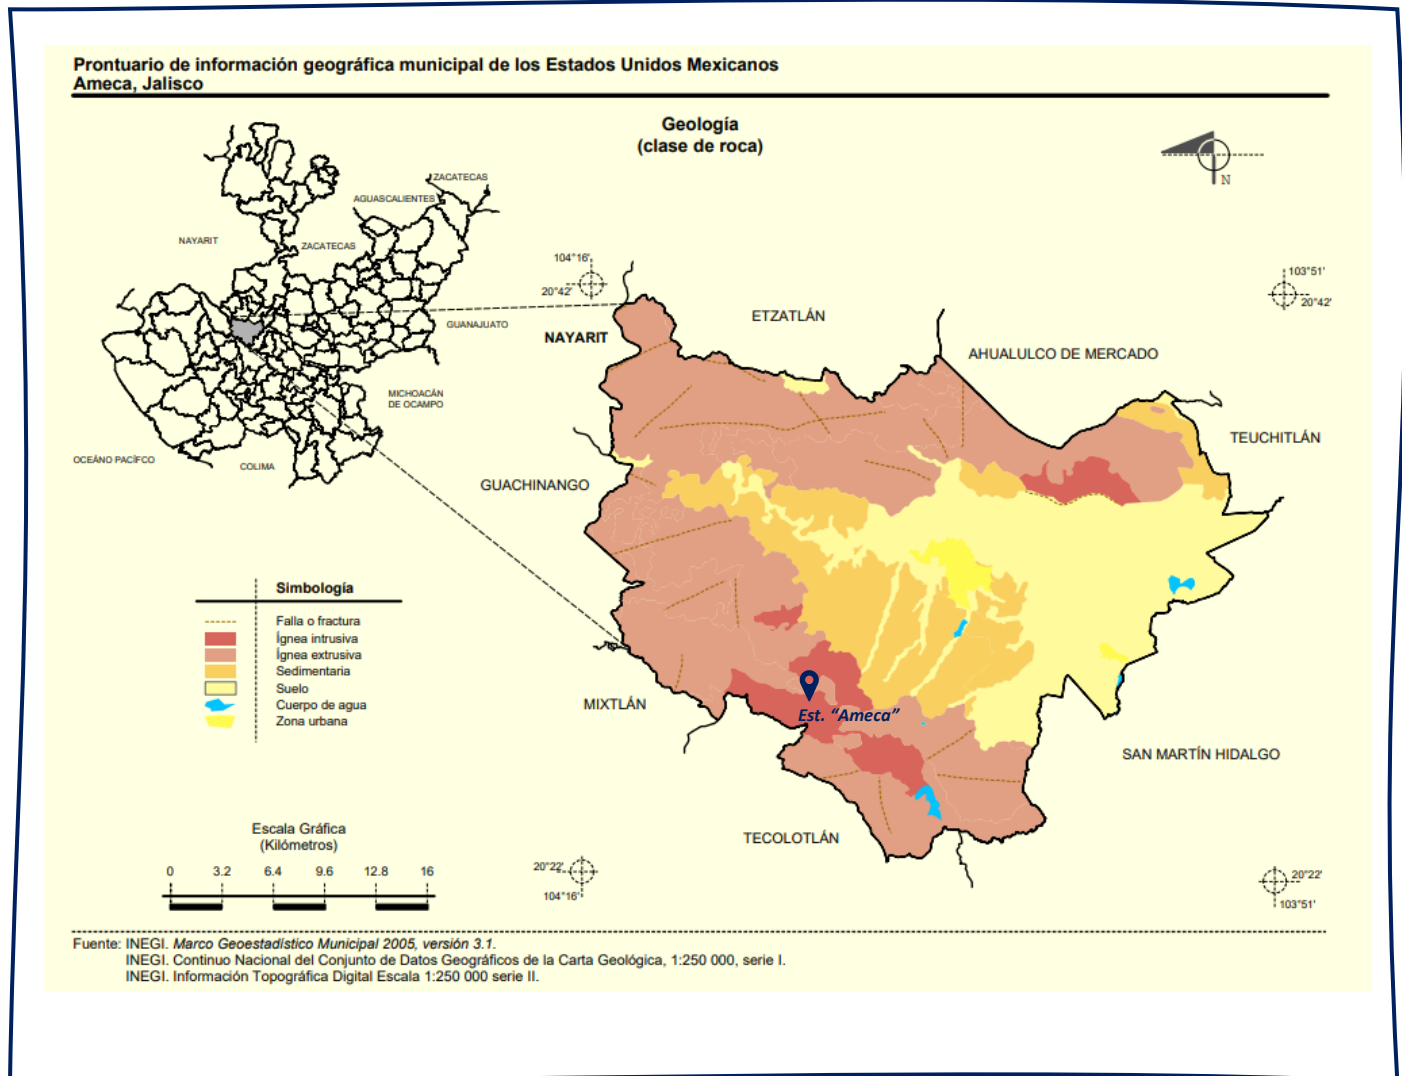 Prontuario de información geográfica municipal de los Estados Unidos Mexicanos
Ameca, Jalisco
Geología
(clase de roca)
N
ZACATECAS
AGUASCALIENTES
NAYARIT
ZACATECAS
GUANAJUATO
MICHOACÁN
DE OCAMPO
OCEÁNO PACÍFCO
COLIMA
104°16'
20°42'
103°51'
20°42'
ETZATLÁN
NAYARIT
AHUALULCO DE MERCADO
TEUCHITLÁN
GUACHINANGO
MIXTLÁN
Est. “Ameca”
SAN MARTÍN HIDALGO
TECOLOTLÁN
Simbología
Falla o fractura
Ígnea intrusiva
Ígnea extrusiva
Sedimentaria
Suelo
Cuerpo de agua
Zona urbana
Escala Gráfica
(Kilómetros)
0 3.2 6.4 9.6 12.8 16
20°22'
104°16'
20°22'
103°51'
Fuente: INEGI. Marco Geoestadístico Municipal 2005, versión 3.1.
INEGI. Continuo Nacional del Conjunto de Datos Geográficos de la Carta Geológica, 1:250 000, serie I.
INEGI. Información Topográfica Digital Escala 1:250 000 serie II.